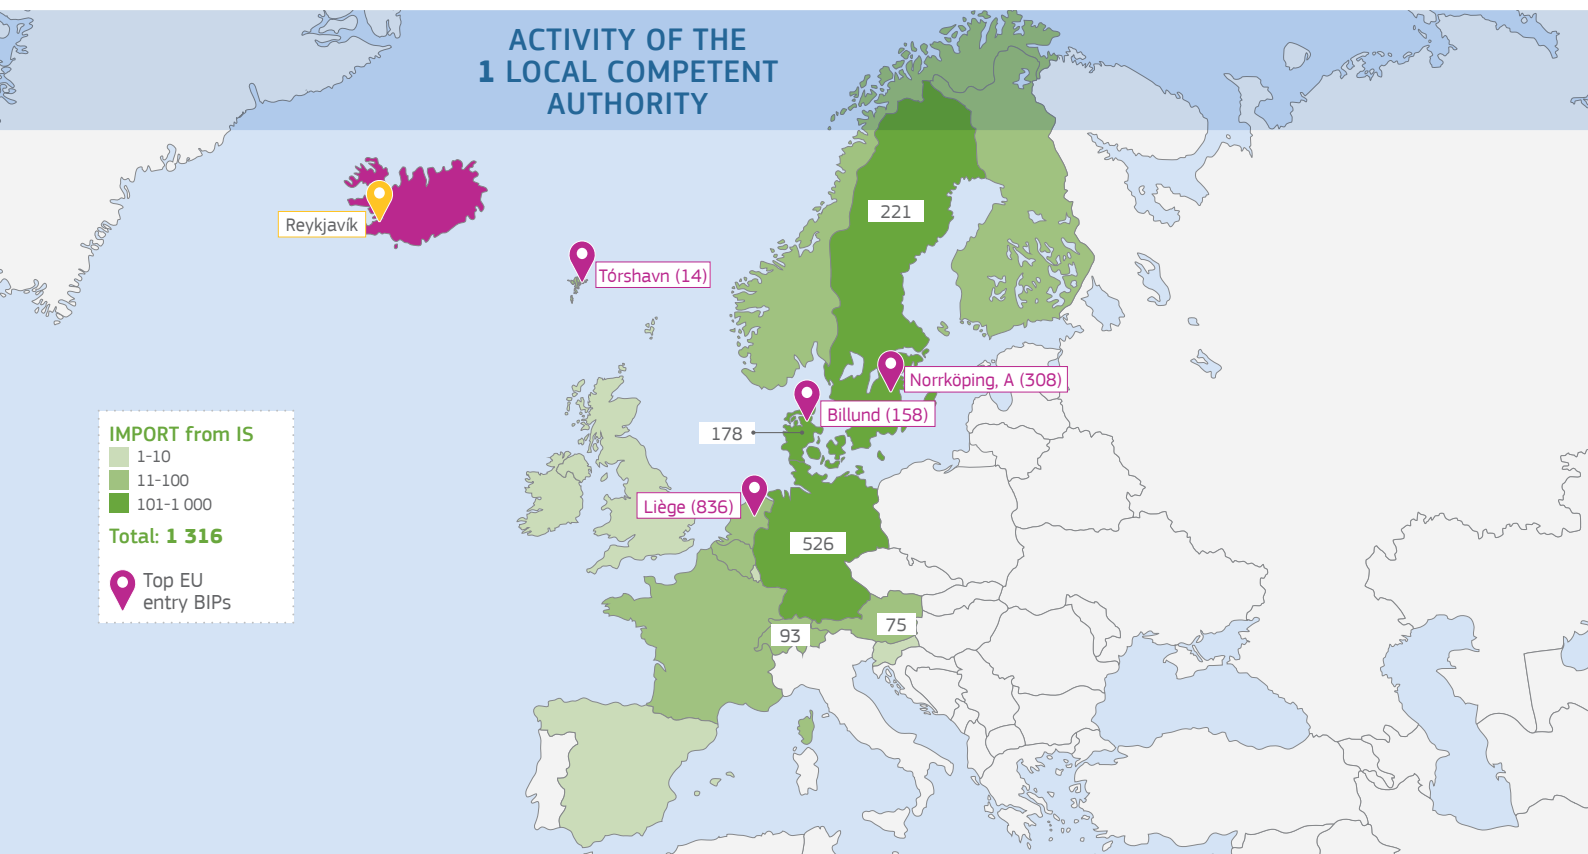 ACTIVITY OF THE
1 LOCAL COMPETENT
AUTHORITY
Reykjavík
221
Tórshavn (14)
Norrköping, A (308)
Billund (158)
178
IMPORT from IS
1-10
11-100
101-1 000
Total: 1 316
Top EU
entry BIPs
Liège (836)
526
93
75